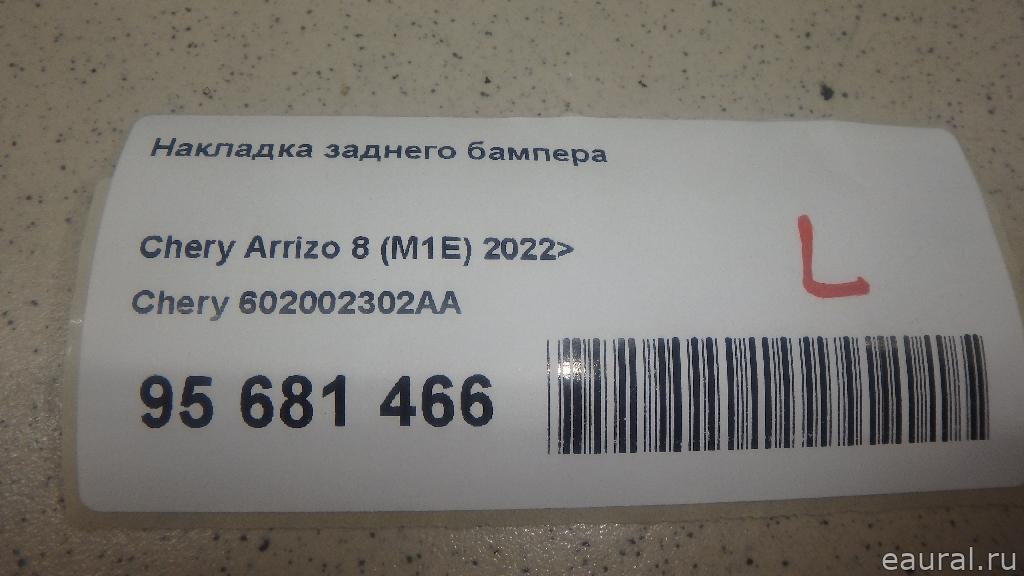 Накладка заднего бампера
Chery Arrizo 8 (M1E) 2022>
L
Chery 602002302AA
95 681 466
eaural.ru